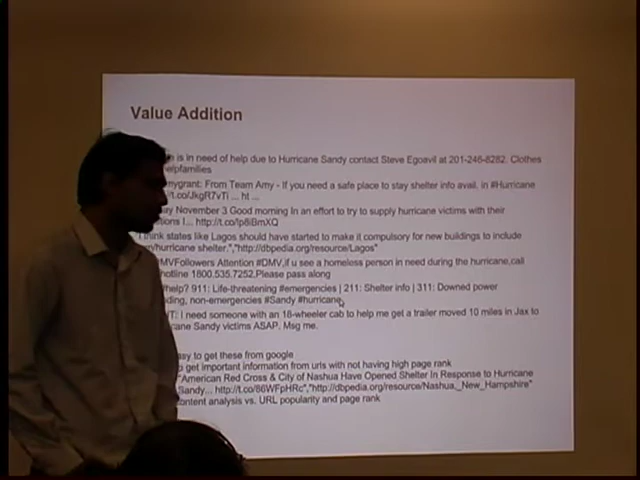 Value Addition
is in need of help due to Hurricane Sandy contact Steve Egoavil at 201-246-8282. Clothes
elpfamilies
nygrant: From Team Amy - If you need a safe place to stay shelter info avail. in #Hurricane
t.co/JkgR7vTi ... ht ...
ay November 3 Good morning In an effort to try to supply hurricane victims with their
tions I... http://t.co/Ip8iBmXQ
think states like Lagos should have started to make it compulsory for new buildings to include
hurricane shelter.","http://dbpedia.org/resource/Lagos"
MVFollowers Attention #DMV,if u see a homeless person in need during the hurricane,call
hotline 1800.535.7252.Please pass along
help? 911: Life-threatening #emergencies | 211: Shelter info | 311: Downed power
ding, non-emergencies #Sandy #hurricane
T: I need someone with an 18-wheeler cab to help me get a trailer moved 10 miles in Jax to
cane Sandy victims ASAP. Msg me.
asy to get these from google
get important information from urls with not having high page rank
"American Red Cross & City of Nashua Have Opened Shelter In Response to Hurricane
Sandy... http://t.co/86WFpHRc","http://dbpedia.org/resource/Nashua,_New_Hampshire"
ontent analysis vs. URL popularity and page rank